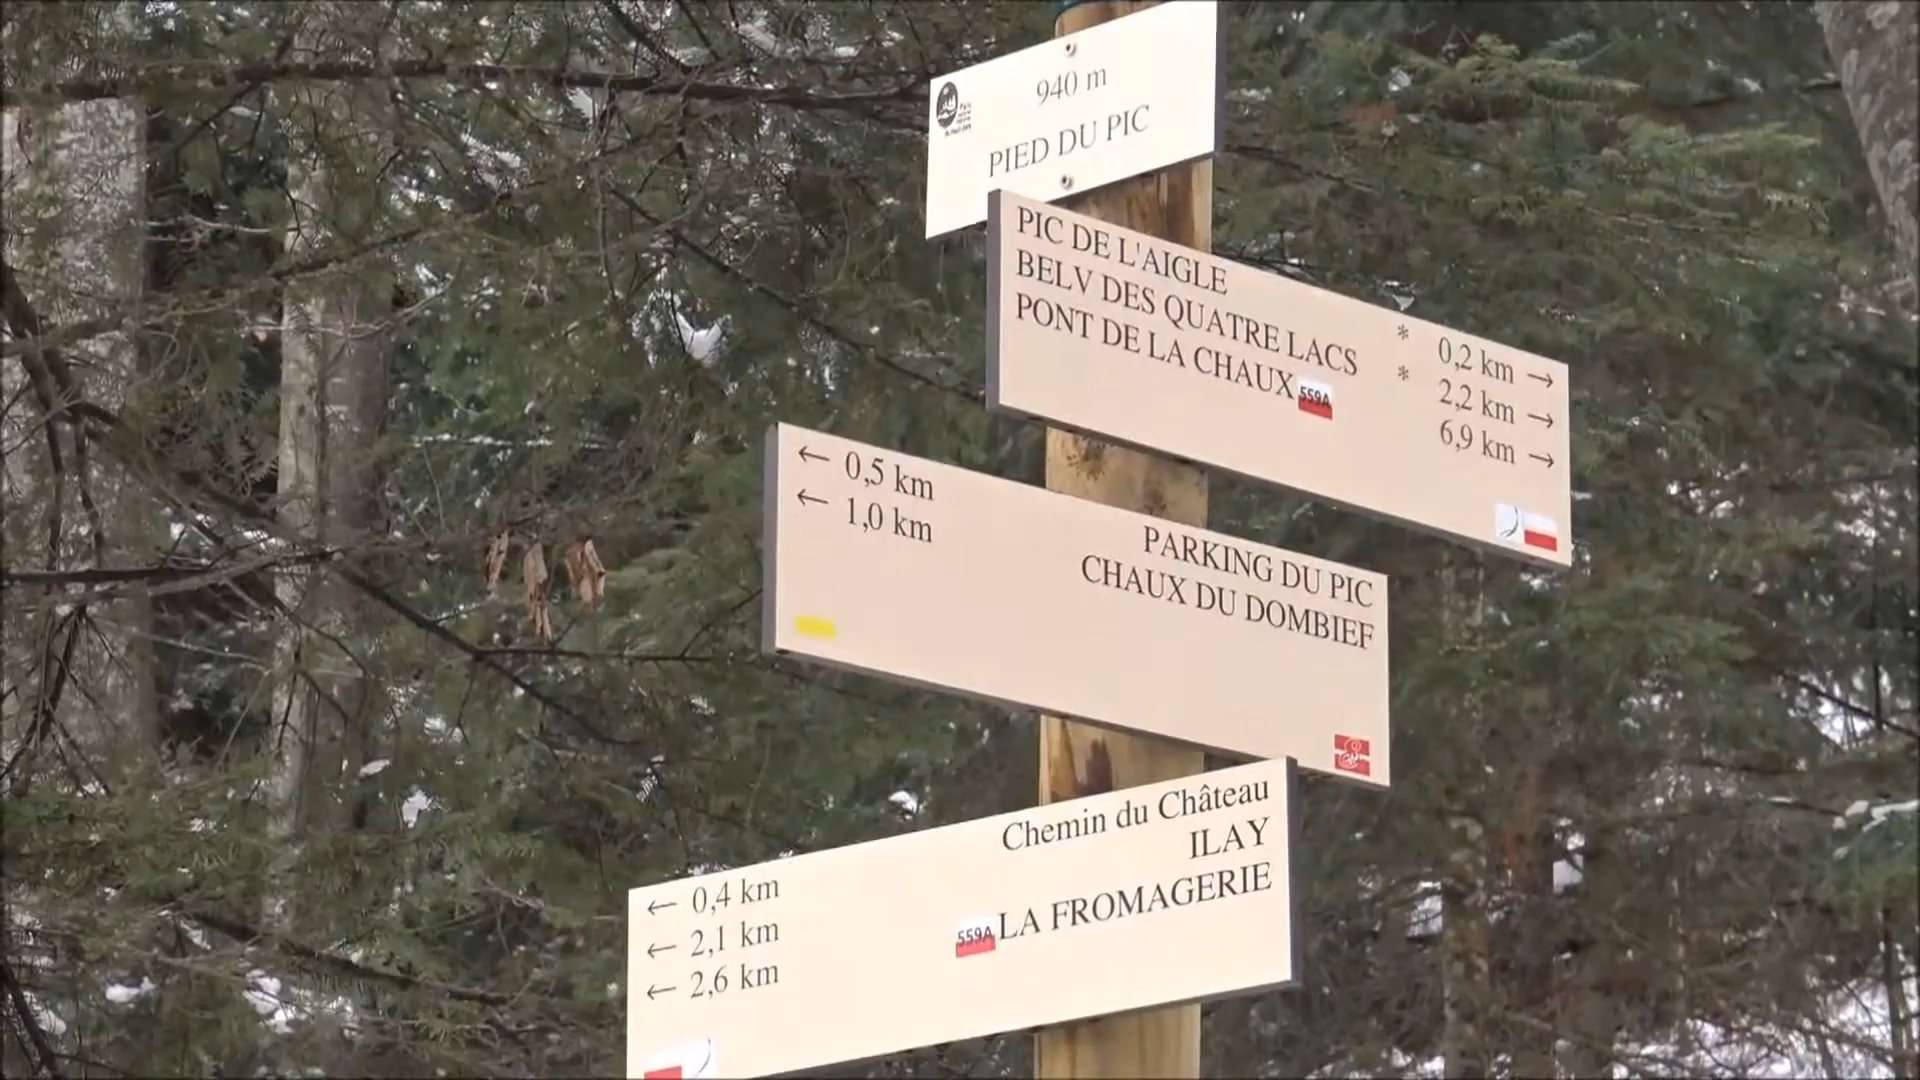 940 m
PIED DU PIC
PIC DE L'AIGLE * 0,2 km →
BELV DES QUATRE LACS * 2,2 km →
PONT DE LA CHAUX 559A 6,9 km →
← 0,5 km PARKING DU PIC
← 1,0 km CHAUX DU DOMBIEF
← 0,4 km Chemin du Château
← 2,1 km ILAY
← 2,6 km 559A LA FROMAGERIE